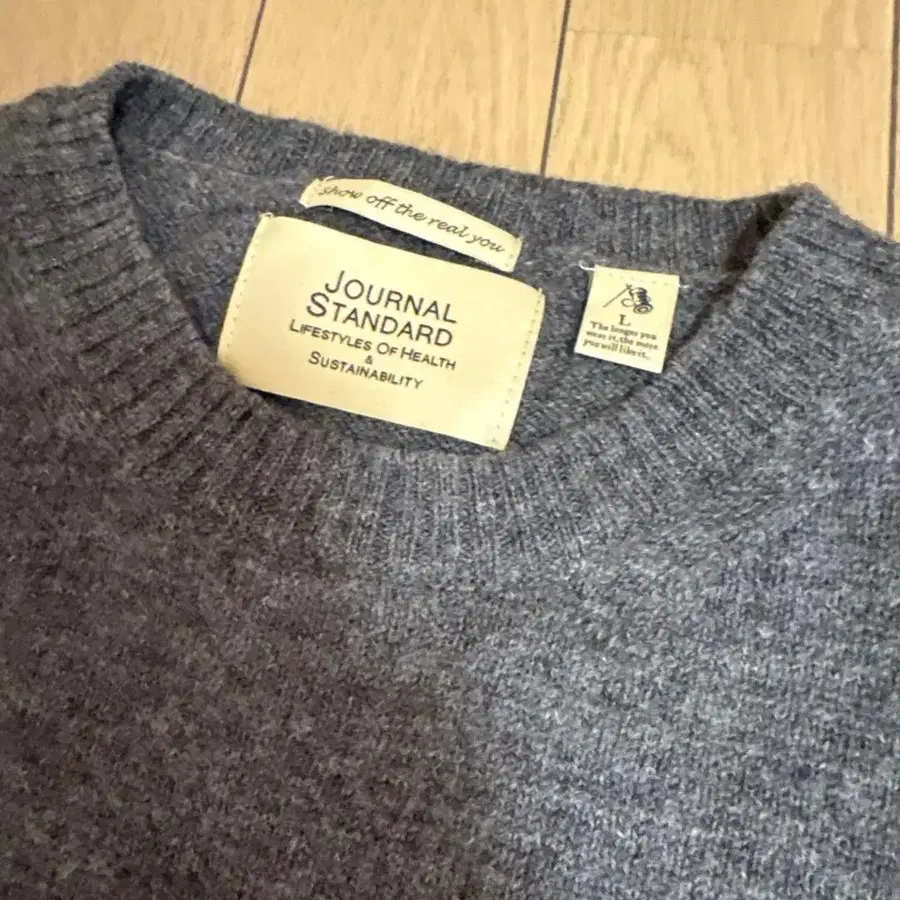 show off the real you
JOURNAL
STANDARD
LIFESTYLES OF HEALTH
&
SUSTAINABILITY
L
The longer you
wear it, the more
you will like it.